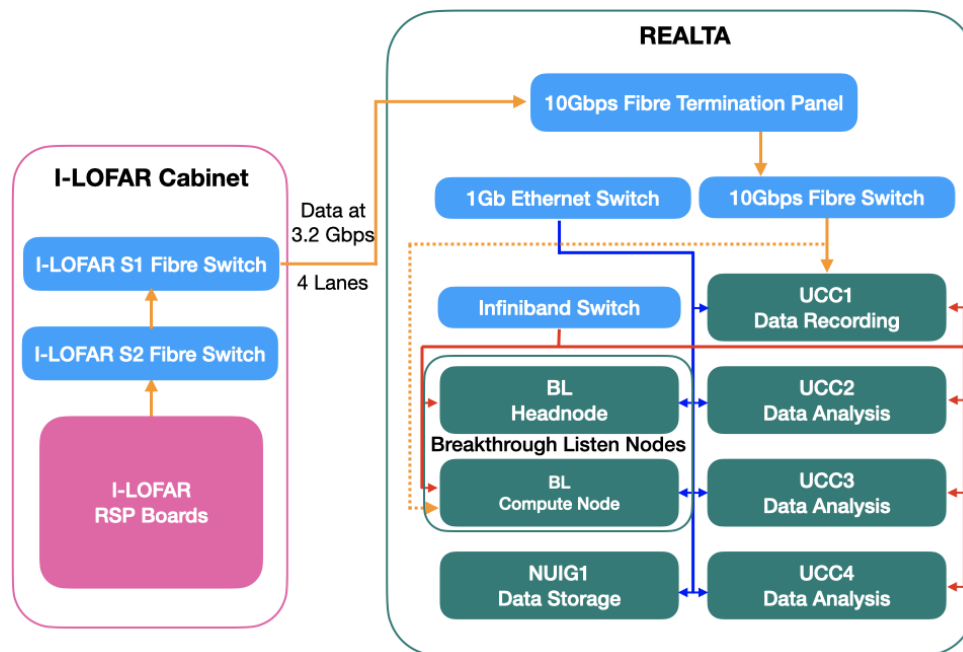 REALTA
10Gbps Fibre Termination Panel
I-LOFAR Cabinet
1Gb Ethernet Switch
10Gbps Fibre Switch
Data at
3.2 Gbps
I-LOFAR S1 Fibre Switch
4 Lanes
UCC1
Data Recording
Infiniband Switch
I-LOFAR S2 Fibre Switch
BL
Headnode
UCC2
Data Analysis
Breakthrough Listen Nodes
I-LOFAR
RSP Boards
BL
Compute Node
UCC3
Data Analysis
NUIG1
Data Storage
UCC4
Data Analysis